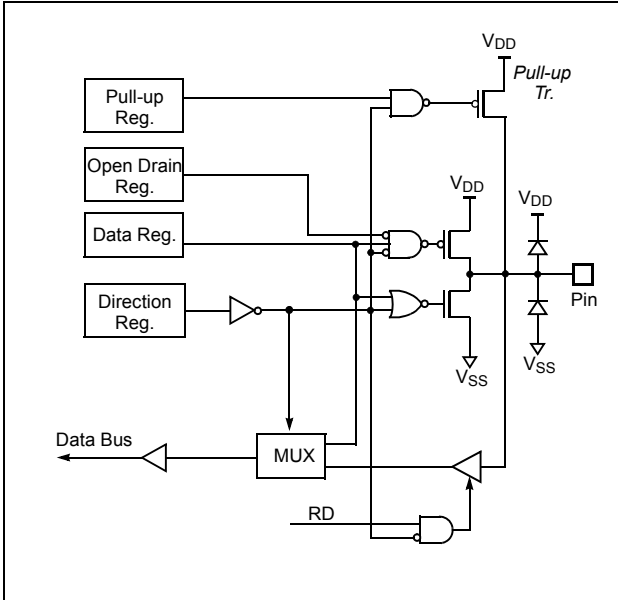 VDD
Pull-up
Tr.
Pull-up
Reg.
Open Drain
Reg.
VDD
VDD
Data Reg.
Direction
Reg.
Pin
VSS
VSS
Data Bus
MUX
RD